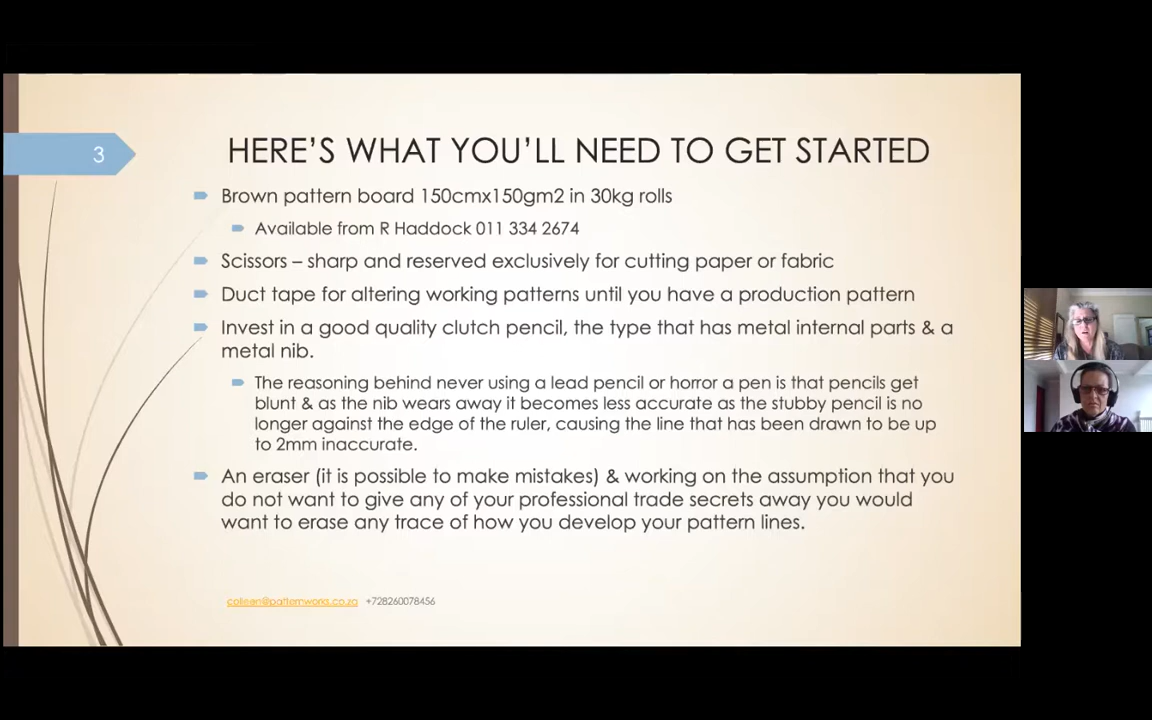 3
HERE'S WHAT YOU'LL NEED TO GET STARTED
Brown pattern board 150cmx150gm2 in 30kg rolls
Available from R Haddock 011 334 2674
Scissors – sharp and reserved exclusively for cutting paper or fabric
Duct tape for altering working patterns until you have a production pattern
Invest in a good quality clutch pencil, the type that has metal internal parts & a
metal nib.
The reasoning behind never using a lead pencil or horror a pen is that pencils get
blunt & as the nib wears away it becomes less accurate as the stubby pencil is no
longer against the edge of the ruler, causing the line that has been drawn to be up
to 2mm inaccurate.
An eraser (it is possible to make mistakes) & working on the assumption that you
do not want to give any of your professional trade secrets away you would
want to erase any trace of how you develop your pattern lines.
colleen@patternworks.co.za +728260078456